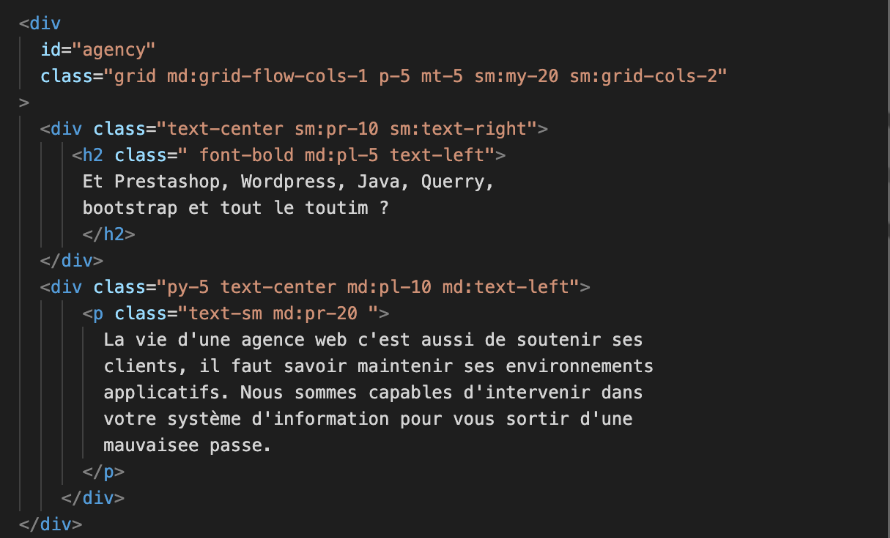 <div
id="agency"
class="grid md:grid-flow-cols-1 p-5 mt-5 sm:my-20 sm:grid-cols-2"
>
<div class="text-center sm:pr-10 sm:text-right">
<h2 class=" font-bold md:pl-5 text-left">
Et Prestashop, Wordpress, Java, Querry,
bootstrap et tout le toutim ?
</h2>
</div>
<div class="py-5 text-center md:pl-10 md:text-left">
<p class="text-sm md:pr-20 ">
La vie d'une agence web c'est aussi de soutenir ses
clients, il faut savoir maintenir ses environnements
applicatifs. Nous sommes capables d'intervenir dans
votre système d'information pour vous sortir d'une
mauvaisee passe.
</p>
</div>
</div>